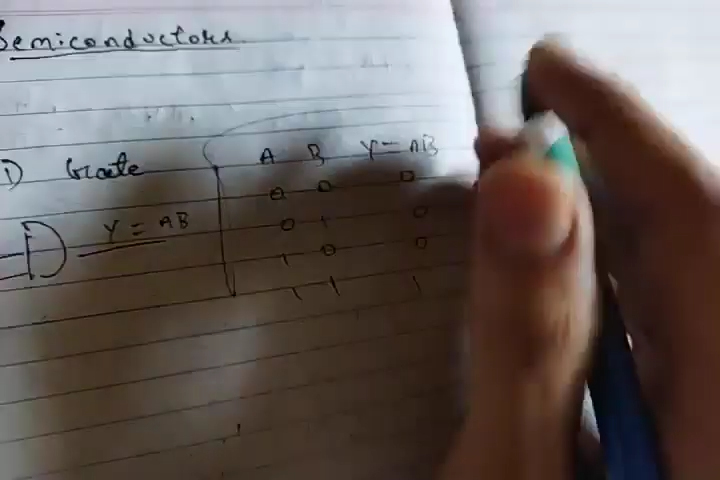 Semiconductors
1) Gate
Y = AB
A B Y = AB
0 0 0
0 1 0
1 0 0
1 1 1